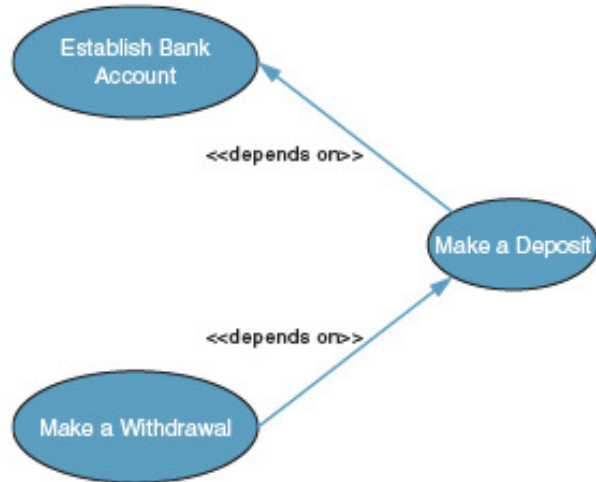 Establish Bank
Account
<<depends on>>
Make a Deposit
<<depends on>>
Make a Withdrawal